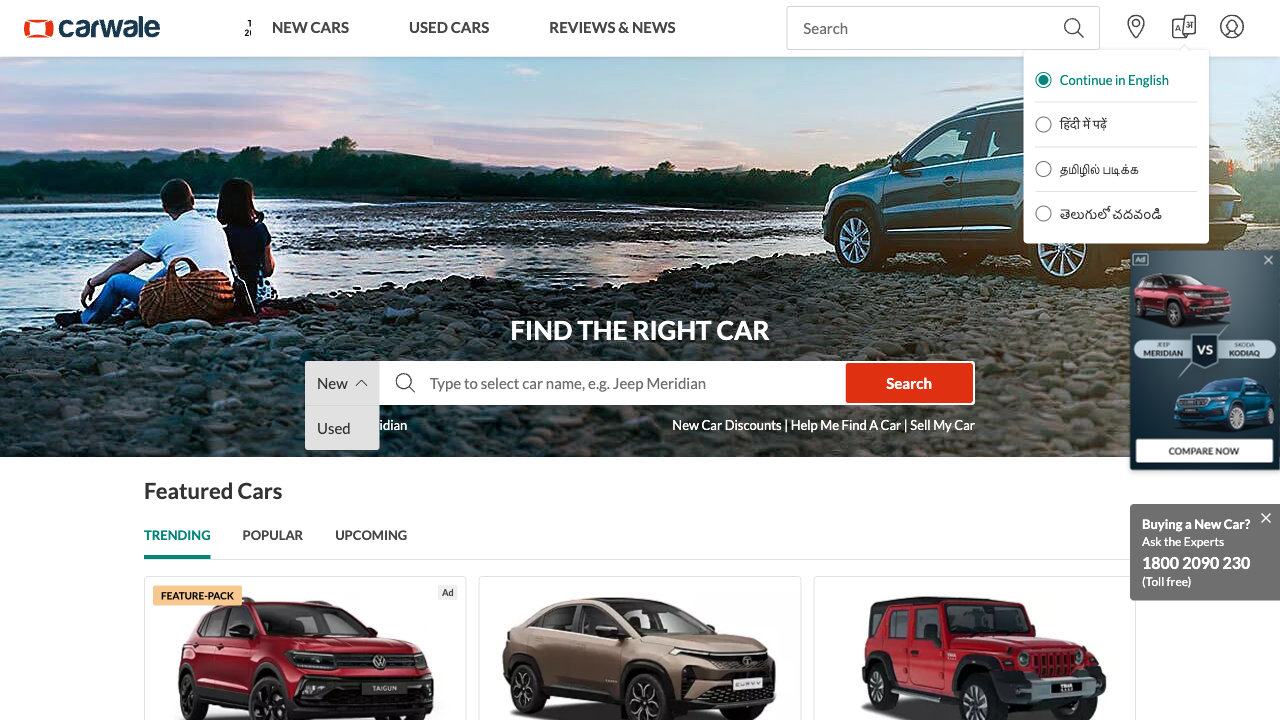 carwale
NEW CARS
USED CARS
REVIEWS & NEWS
Search
Continue in English
हिंदी में पढ़ें
தமிழில் படிக்க
తెలుగులో చదవండి
Ad
JEEP
MERIDIAN
VS
SKODA
KODIAQ
COMPARE NOW
FIND THE RIGHT CAR
New
Type to select car name, e.g. Jeep Meridian
Search
Used
New Car Discounts | Help Me Find A Car | Sell My Car
Featured Cars
TRENDING
POPULAR
UPCOMING
Buying a New Car?
Ask the Experts
1800 2090 230
(Toll free)
FEATURE-PACK
Ad
TAIGUN
CURVV